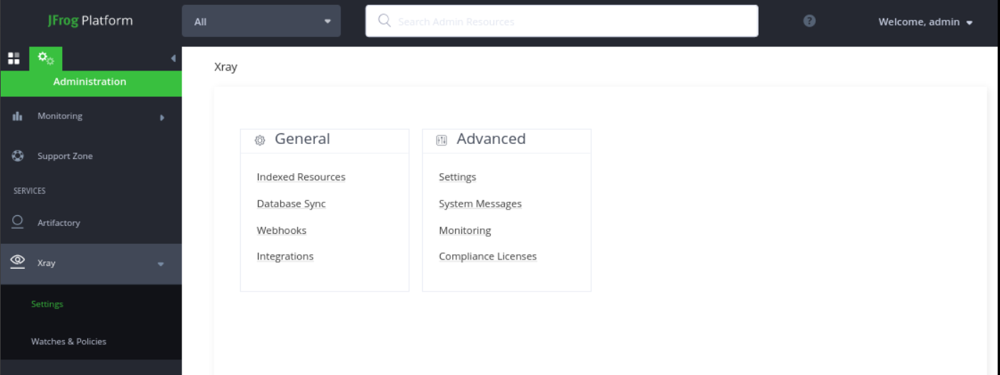 JFrog Platform
All
Search Admin Resources
?
Welcome, admin
Administration
Monitoring
Support Zone
SERVICES
Artifactory
Xray
Settings
Watches & Policies
Xray
General
Indexed Resources
Database Sync
Webhooks
Integrations
Advanced
Settings
System Messages
Monitoring
Compliance Licenses